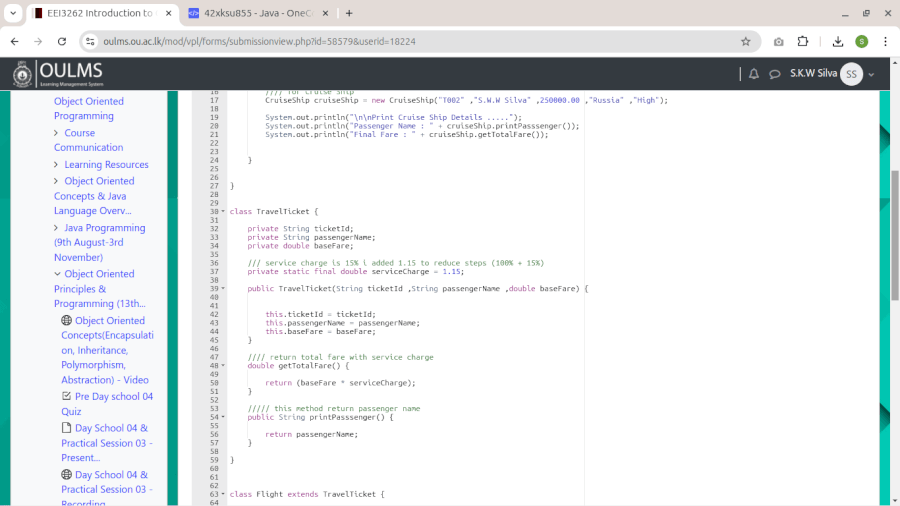 EEI3262 Introduction to
42xksu855 - Java - OneC
oulms.ou.ac.lk/mod/vpl/forms/submissionview.php?id=58579&userid=18224
S
OULMS
Learning Management System
S.K.W Silva
SS
Object Oriented
Programming
Course
Communication
Learning Resources
Object Oriented
Concepts & Java
Language Overv...
Java Programming
(9th August-3rd
November)
Object Oriented
Principles &
Programming (13th...
Object Oriented
Concepts(Encapsulati
on, Inheritance,
Polymorphism,
Abstraction) - Video
Pre Day school 04
Quiz
Day School 04 &
Practical Session 03 -
Present...
Day School 04 &
Practical Session 03 -
Recording
16 //// for Cruise Ship
17 CruiseShip cruiseShip = new CruiseShip("T002" ,"S.W.W Silva" ,250000.00 ,"Russia" ,"High");
18
19 System.out.println("\n\nPrint Cruise Ship Details .....");
20 System.out.println("Passenger Name : " + cruiseShip.printPasssenger());
21 System.out.println("Final Fare : " + cruiseShip.getTotalFare());
22
23
24 }
25
26
27 }
28
29
30 class TravelTicket {
31
32 private String ticketId;
33 private String passengerName;
34 private double baseFare;
35
36 /// service charge is 15% i added 1.15 to reduce steps (100% + 15%)
37 private static final double serviceCharge = 1.15;
38
39 public TravelTicket(String ticketId ,String passengerName ,double baseFare) {
40
41
42 this.ticketId = ticketId;
43 this.passengerName = passengerName;
44 this.baseFare = baseFare;
45 }
46
47 //// return total fare with service charge
48 double getTotalFare() {
49
50 return (baseFare * serviceCharge);
51 }
52
53 ///// this method return passenger name
54 public String printPasssenger() {
55
56 return passengerName;
57 }
58
59 }
60
61
62
63 class Flight extends TravelTicket {
64